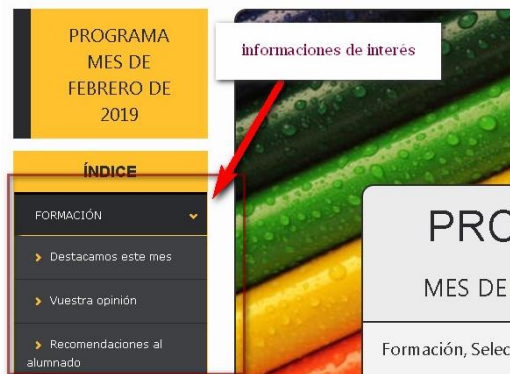 PROGRAMA
MES DE
FEBRERO DE
2019
informaciones de interés
ÍNDICE
FORMACIÓN
Destacamos este mes
Vuestra opinión
Recomendaciones al
alumnado
PRO
MES DE
Formación, Selec